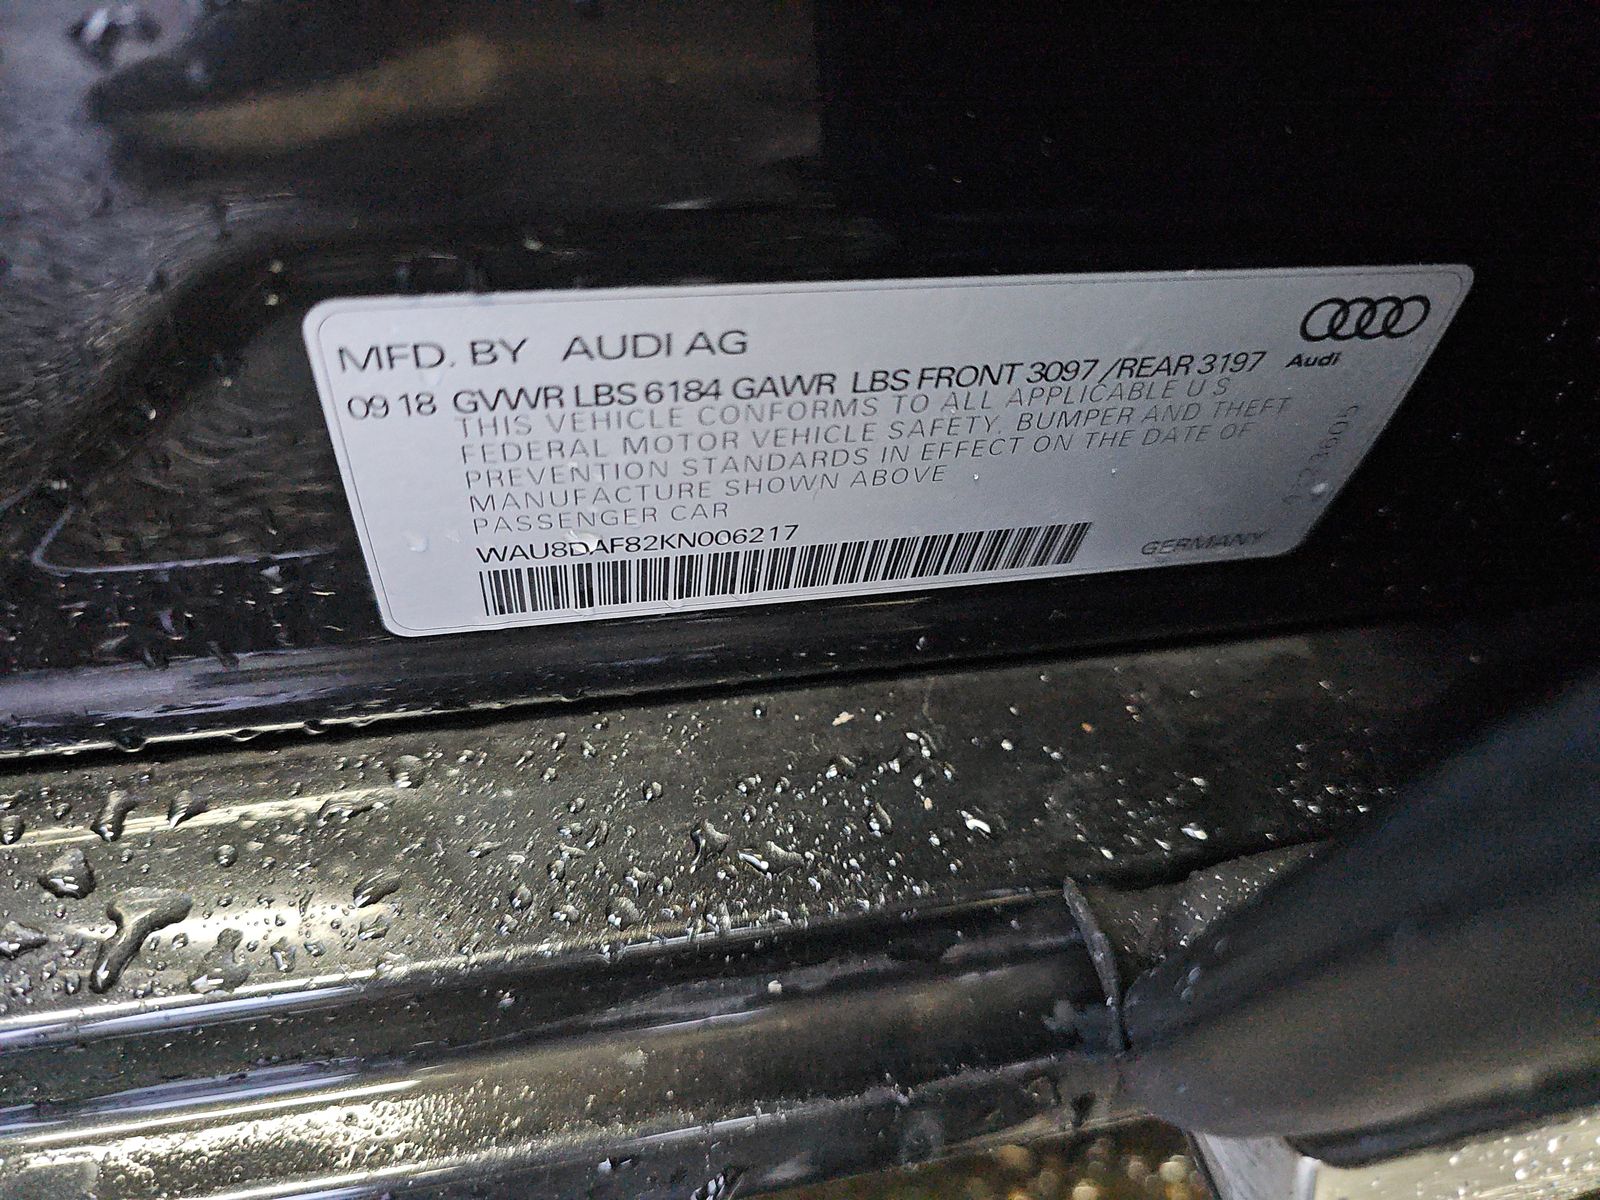 MFD. BY AUDI AG
Audi
09 18 GVWR LBS 6184 GAWR LBS FRONT 3097 /REAR 3197
THIS VEHICLE CONFORMS TO ALL APPLICABLE U S
FEDERAL MOTOR VEHICLE SAFETY, BUMPER AND THEFT
PREVENTION STANDARDS IN EFFECT ON THE DATE OF
MANUFACTURE SHOWN ABOVE
PASSENGER CAR
WAU8DAF82KN006217
GERMANY